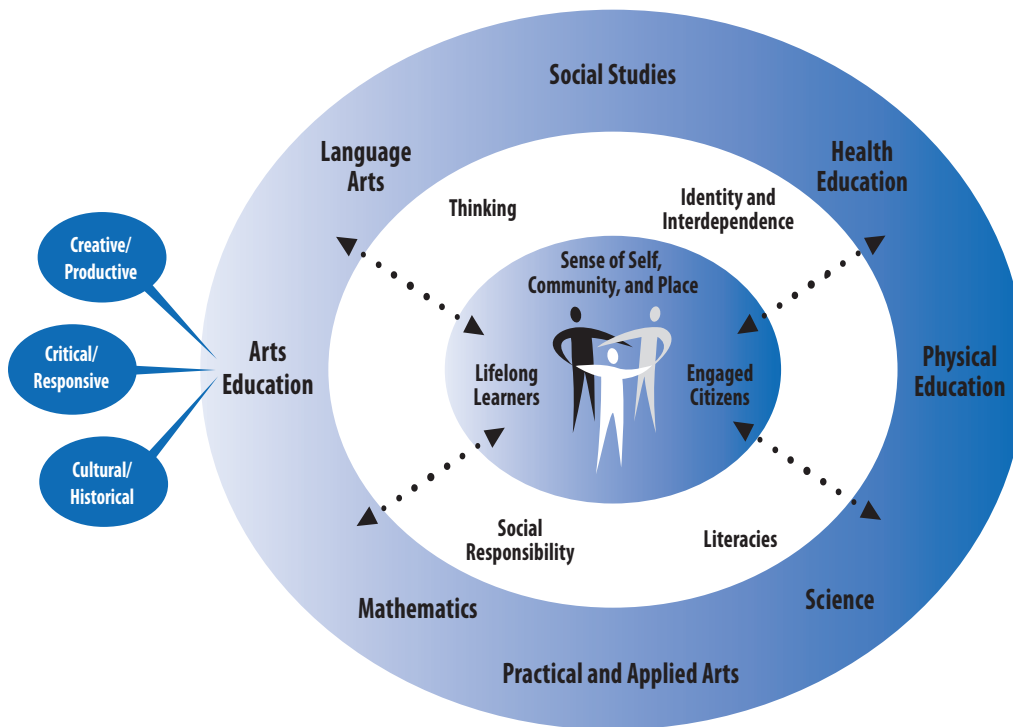 Social Studies
Language
Arts
Health
Education
Thinking
Identity and
Interdependence
Creative/
Productive
Sense of Self,
Community, and Place
Critical/
Responsive
Arts
Education
Lifelong
Learners
Engaged
Citizens
Physical
Education
Cultural/
Historical
Social
Responsibility
Literacies
Mathematics
Science
Practical and Applied Arts